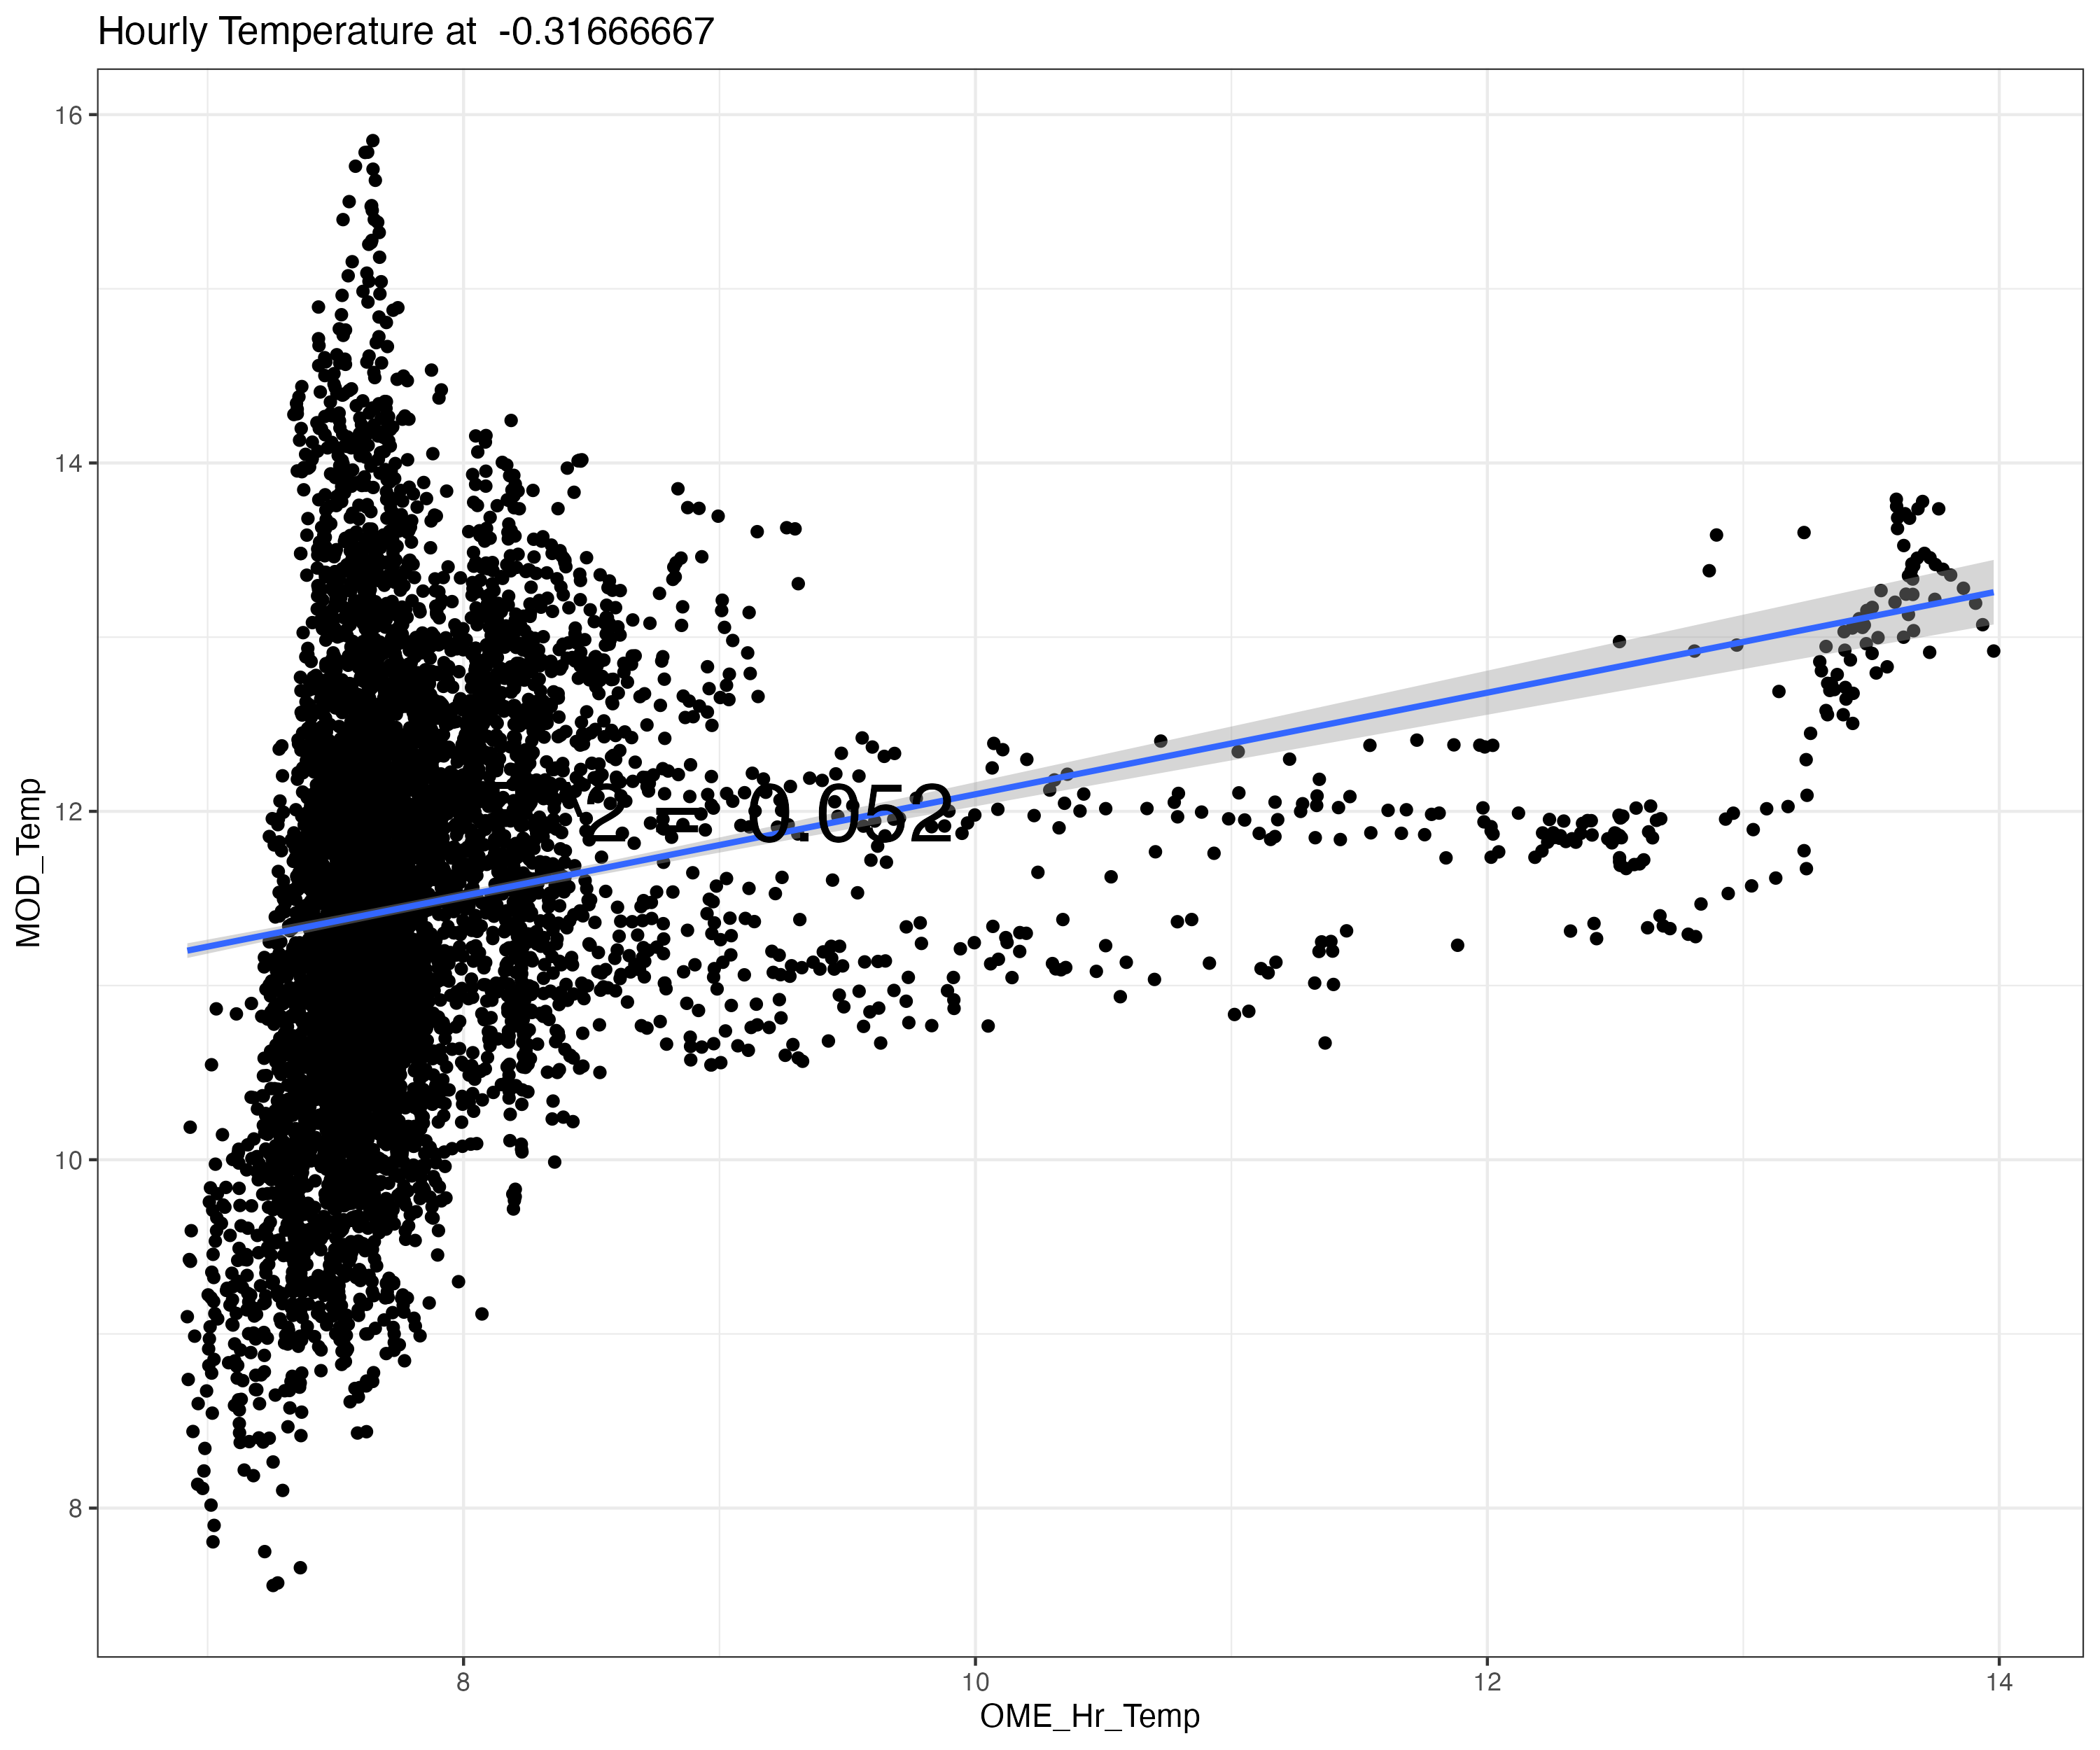 Hourly Temperature at  -0.31666667
16
14
12
10
8
MOD_Temp
^2 = 0.052
8
10
12
14
OME_Hr_Temp